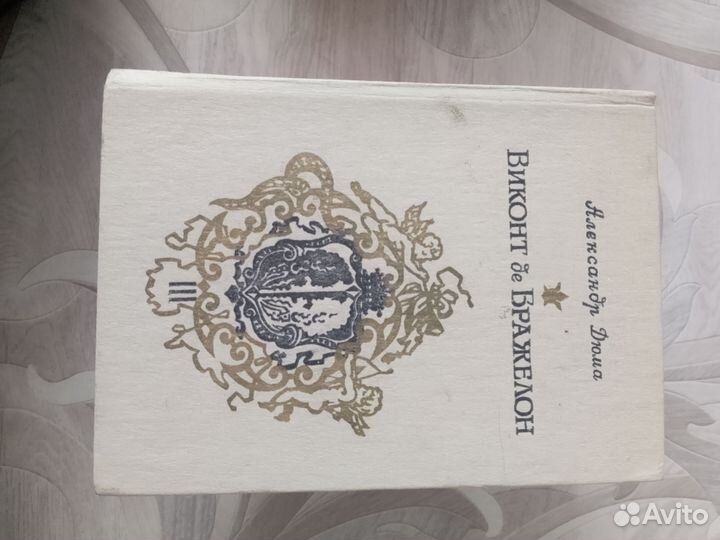 Александр Дюма
Виконт де Бражелон
III
Avito